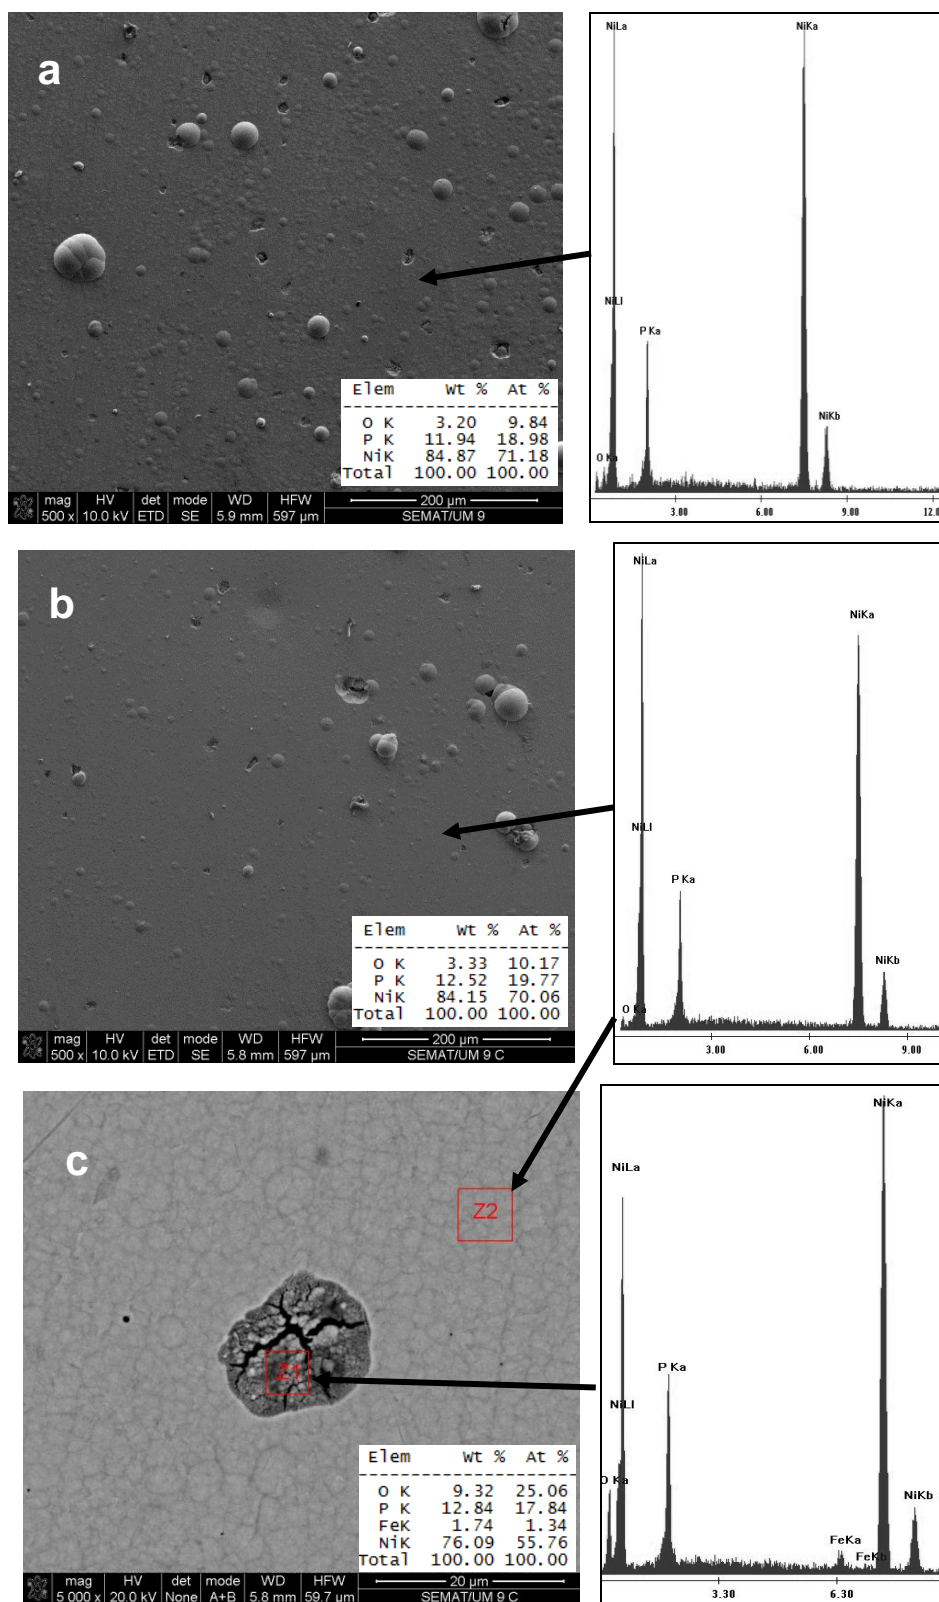 a
Elem Wt % At %
O K 3.20 9.84
P K 11.94 18.98
NiK 84.87 71.18
Total 100.00 100.00
mag HV det mode WD HFW 200 µm
500 x 10.0 kV ETD SE 5.9 mm 597 µm SEMAT/UM 9
NiLa NiKa
NiLl
P Ka
NiKb
O Ka
3.00 6.00 9.00 12.0
b
Elem Wt % At %
O K 3.33 10.17
P K 12.52 19.77
NiK 84.15 70.06
Total 100.00 100.00
mag HV det mode WD HFW 200 µm
500 x 10.0 kV ETD SE 5.8 mm 597 µm SEMAT/UM 9 C
NiLa
NiKa
NiLl
P Ka
NiKb
O Ka
3.00 6.00 9.00
c
Z2
Z1
Elem Wt % At %
O K 9.32 25.06
P K 12.84 17.84
FeK 1.74 1.34
NiK 76.09 55.76
Total 100.00 100.00
mag HV det mode WD HFW 20 µm
5 000 x 20.0 kV None A+B 5.8 mm 59.7 µm SEMAT/UM 9 C
NiKa
NiLa
P Ka
NiLl
O Ka
NiKb
FeKa
FeKb
3.30 6.30